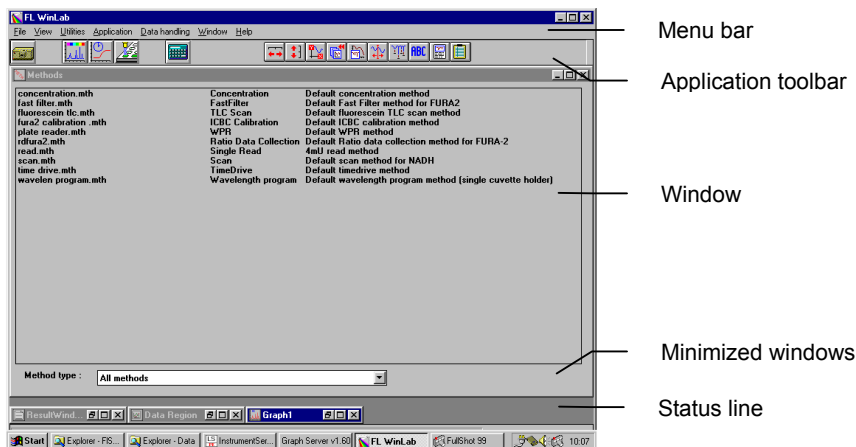 FL WinLab
File View Utilities Application Data handling Window Help
Menu bar
ABC
Application toolbar
Methods
concentration.mth Concentration Default concentration method
fast filter.mth FastFilter Default Fast Filter method for FURA2
fluorescein tlc.mth TLC Scan Default fluorescein TLC scan method
fura2 calibration .mth ICBC Calibration Default ICBC calibration method
plate reader.mth WPR Default WPR method
rdfura2.mth Ratio Data Collection Default Ratio data collection method for FURA-2
read.mth Single Read 4mU read method
scan.mth Scan Default scan method for NADH
time drive.mth TimeDrive Default timedrive method
wavelen program.mth Wavelength program Default wavelength program method (single cuvette holder)
Window
Minimized windows
Method type : All methods
Status line
ResultWind... Data Region Graph1
Start Explorer - FIS... Explorer - Data InstrumentSer... Graph Server v1.60 FL WinLab FullShot 99 10:07